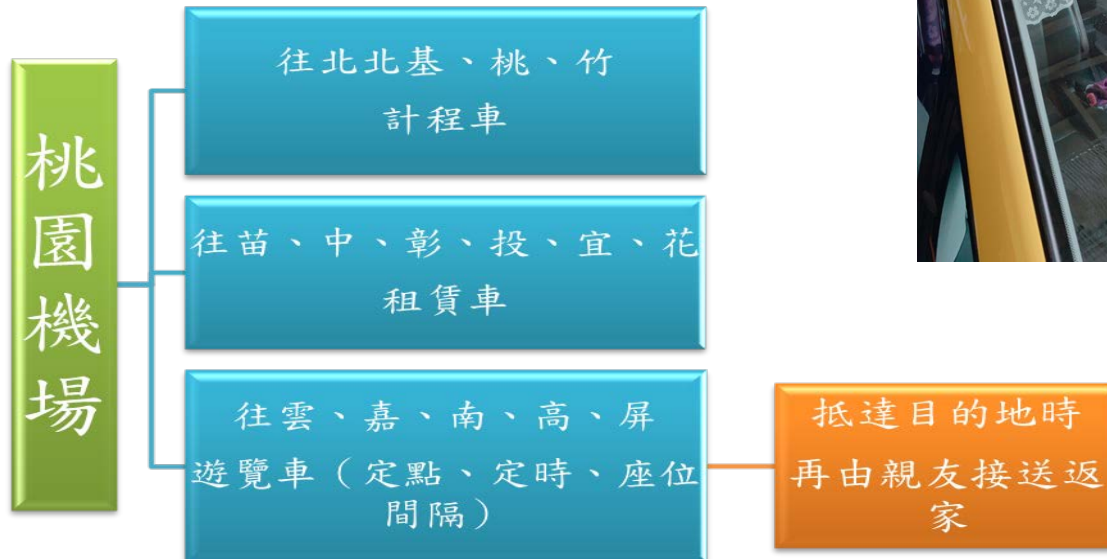 桃園機場
往北北基、桃、竹
計程車
往苗、中、彰、投、宜、花
租賃車
往雲、嘉、南、高、屏
遊覽車（定點、定時、座位
間隔）
抵達目的地時
再由親友接送返
家